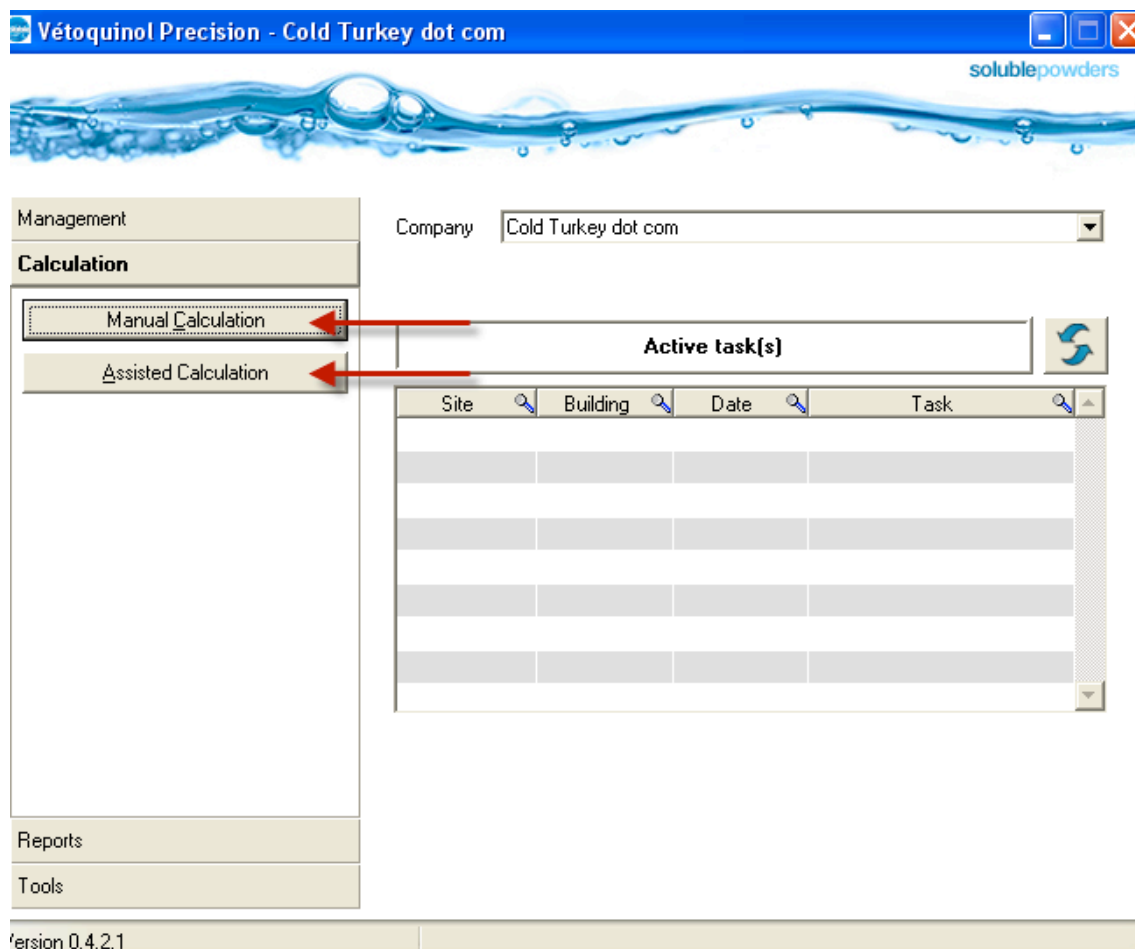 Vétoquinol Precision - Cold Turkey dot com
solublepowders
Management
Calculation
Manual Calculation
Assisted Calculation
Reports
Tools
Company Cold Turkey dot com
Active task(s)
Site Building Date Task
Version 0.4.2.1